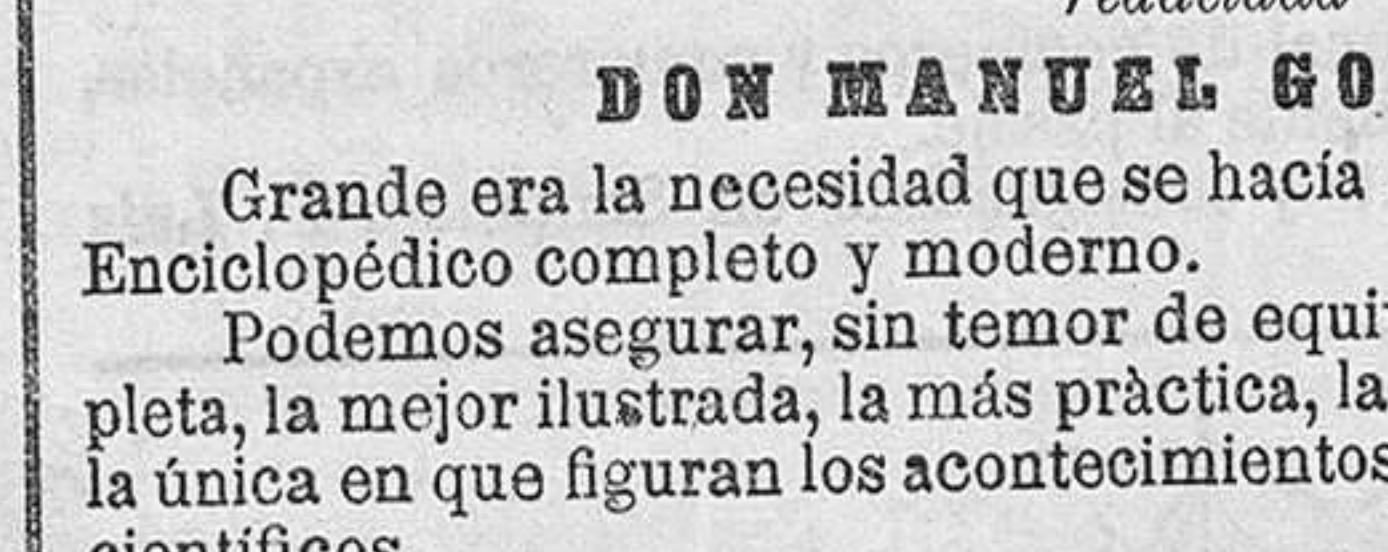 DON MANUEL GO
Grande era la necesidad que se hacía
Enciclopédico completo y moderno.
Podemos asegurar, sin temor de equi
pleta, la mejor ilustrada, la más pràctica, la
la única en que figuran los acontecimientos
científicos